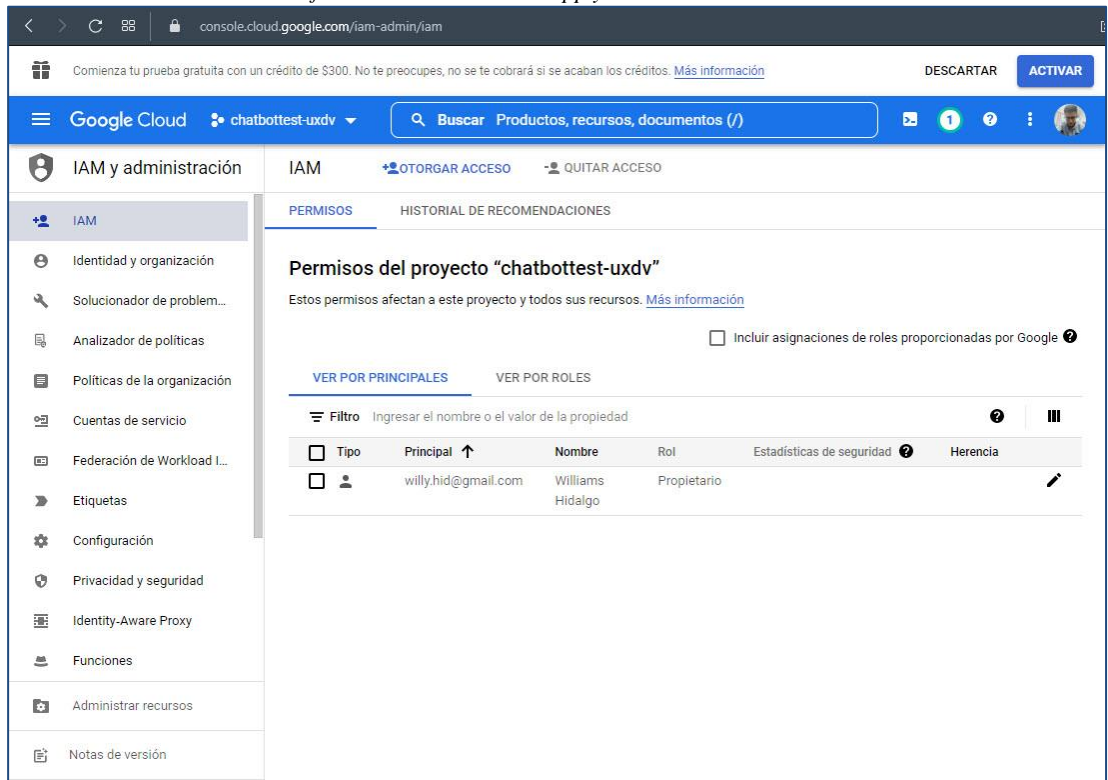 console.cloud.google.com/iam-admin/iam
Comienza tu prueba gratuita con un crédito de $300. No te preocupes, no se te cobrará si se acaban los créditos. Más información DESCARTAR ACTIVAR
Google Cloud chatbottest-uxdv Buscar Productos, recursos, documentos (/) 1
IAM y administración
IAM OTORGAR ACCESO QUITAR ACCESO
IAM
Identidad y organización
Solucionador de problem...
Analizador de políticas
Políticas de la organización
Cuentas de servicio
Federación de Workload I...
Etiquetas
Configuración
Privacidad y seguridad
Identity-Aware Proxy
Funciones
Administrar recursos
Notas de versión
PERMISOS HISTORIAL DE RECOMENDACIONES
Permisos del proyecto “chatbottest-uxdv”
Estos permisos afectan a este proyecto y todos sus recursos. Más información
Incluir asignaciones de roles proporcionadas por Google
VER POR PRINCIPALES VER POR ROLES
Filtro Ingresar el nombre o el valor de la propiedad
Tipo Principal Nombre Rol Estadísticas de seguridad Herencia
willy.hid@gmail.com Williams Propietario
Hidalgo